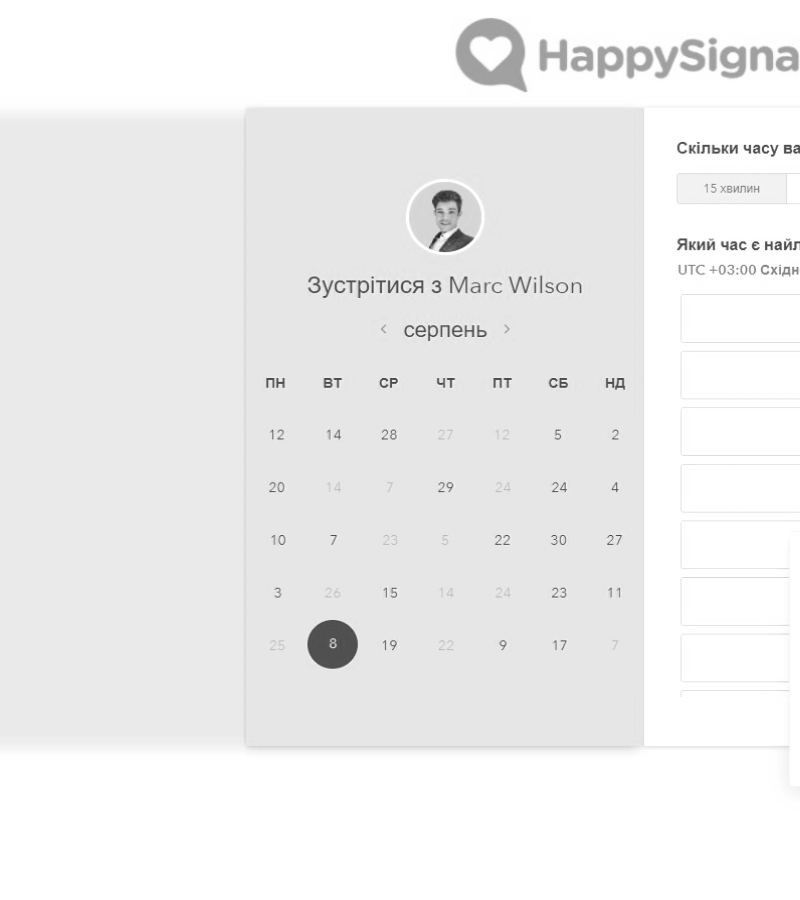 HappySigna
Зустрітися з Marc Wilson
серпень
ПН ВТ СР ЧТ ПТ СБ НД
12 14 28 27 12 5 2
20 14 7 29 24 24 4
10 7 23 5 22 30 27
3 26 15 14 24 23 11
25 8 19 22 9 17 7
Скільки часу ва
15 хвилин
Який час є найл
UTC +03:00 Східн